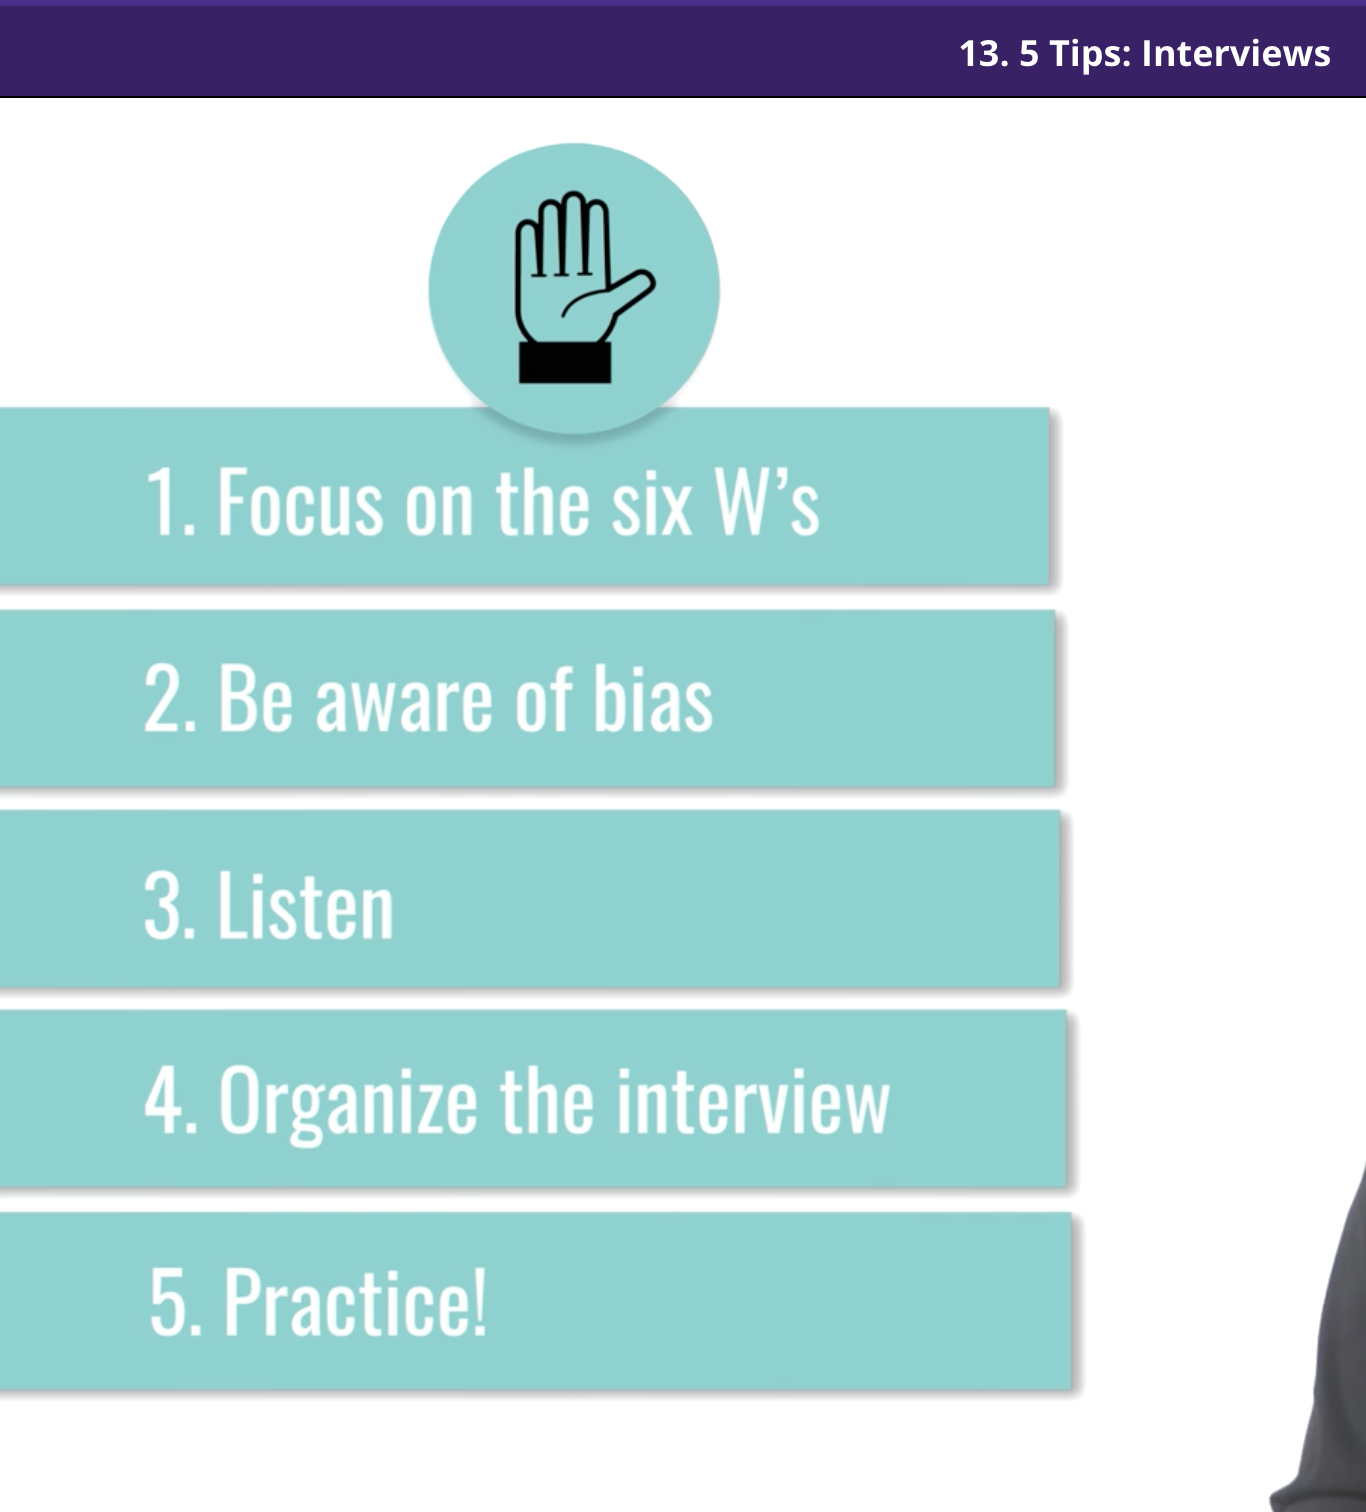 13. 5 Tips: Interviews
1. Focus on the six W’s
2. Be aware of bias
3. Listen
4. Organize the interview
5. Practice!